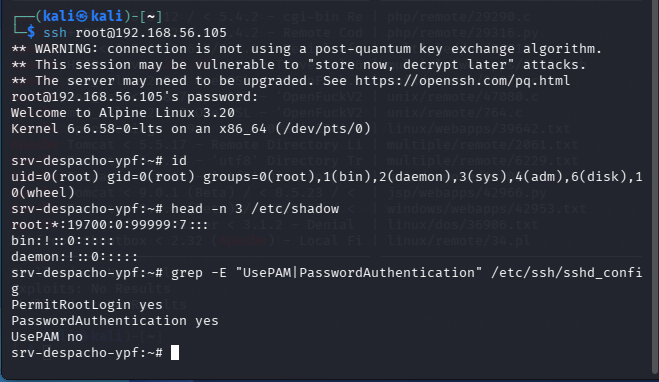 (kali㉿kali)-[~]
$ ssh root@192.168.56.105
** WARNING: connection is not using a post-quantum key exchange algorithm.
** This session may be vulnerable to "store now, decrypt later" attacks.
** The server may need to be upgraded. See https://openssh.com/pq.html
root@192.168.56.105's password:
Welcome to Alpine Linux 3.20
Kernel 6.6.58-0-lts on an x86_64 (/dev/pts/0)
srv-despacho-ypf:~# id
uid=0(root) gid=0(root) groups=0(root),1(bin),2(daemon),3(sys),4(adm),6(disk),1
0(wheel)
srv-despacho-ypf:~# head -n 3 /etc/shadow
root:*:19700:0:99999:7:::
bin:!::0:::::
daemon:!::0:::::
srv-despacho-ypf:~# grep -E "UsePAM|PasswordAuthentication" /etc/ssh/sshd_confi
g
PermitRootLogin yes
PasswordAuthentication yes
UsePAM no
srv-despacho-ypf:~#